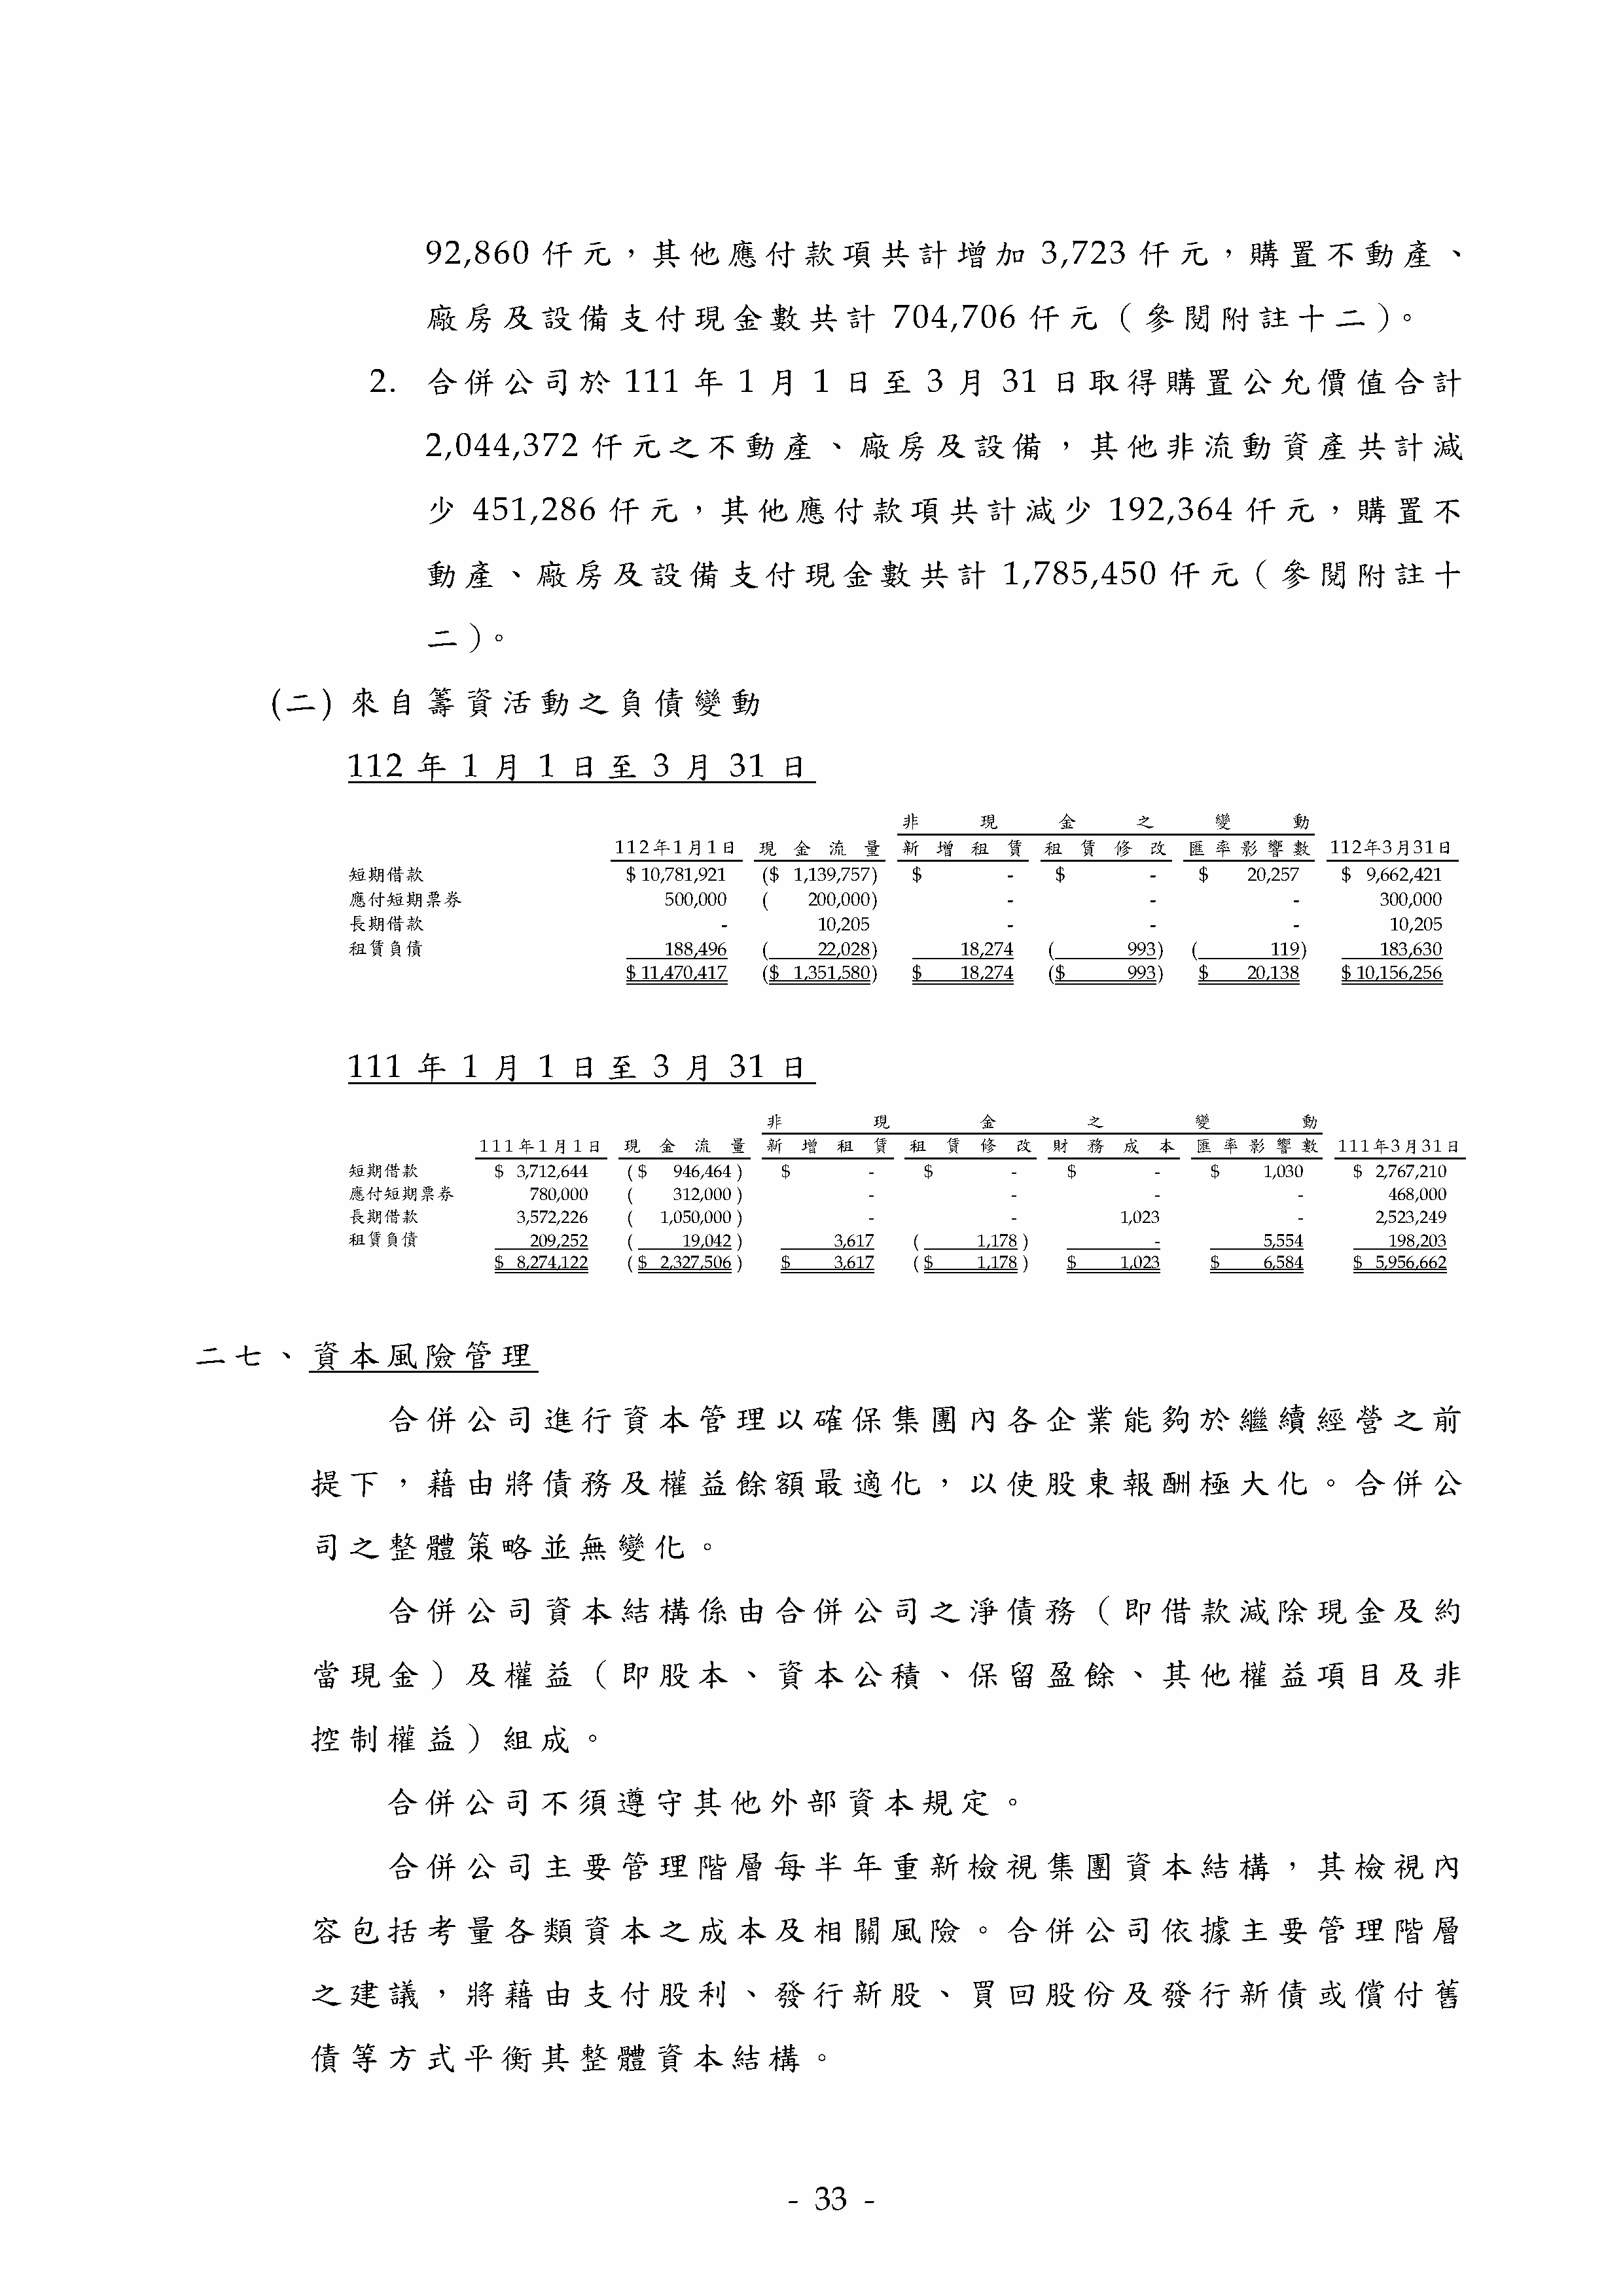 92,860 仟元，其他應付款項共計增加 3,723 仟元，購置不動產、
廠房及設備支付現金數共計 704,706 仟元（參閱附註十二）。
2. 合併公司於 111 年 1 月 1 日至 3 月 31 日取得購置公允價值合計
2,044,372 仟元之不動產、廠房及設備，其他非流動資產共計減
少 451,286 仟元，其他應付款項共計減少 192,364 仟元，購置不
動產、廠房及設備支付現金數共計 1,785,450 仟元（參閱附註十
二）。
(二) 來自籌資活動之負債變動
112 年 1 月 1 日至 3 月 31 日
非現金之變動
112年1月1日 現金流量 新增租賃 租賃修改 匯率影響數 112年3月31日
短期借款 $ 10,781,921 ($ 1,139,757) $ - $ - $ 20,257 $ 9,662,421
應付短期票券 500,000 ( 200,000) - - - 300,000
長期借款 - 10,205 - - - 10,205
租賃負債 188,496 ( 22,028) 18,274 ( 993) ( 119) 183,630
$ 11,470,417 ($ 1,351,580) $ 18,274 ($ 993) $ 20,138 $ 10,156,256
111 年 1 月 1 日至 3 月 31 日
非現金之變動
111年1月1日 現金流量 新增租賃 租賃修改 財務成本 匯率影響數 111年3月31日
短期借款 $ 3,712,644 ($ 946,464) $ - $ - $ - $ 1,030 $ 2,767,210
應付短期票券 780,000 ( 312,000) - - - - 468,000
長期借款 3,572,226 ( 1,050,000) - - 1,023 - 2,523,249
租賃負債 209,252 ( 19,042) 3,617 ( 1,178) - 5,554 198,203
$ 8,274,122 ($ 2,327,506) $ 3,617 ($ 1,178) $ 1,023 $ 6,584 $ 5,956,662
二七、資本風險管理
合併公司進行資本管理以確保集團內各企業能夠於繼續經營之前
提下，藉由將債務及權益餘額最適化，以使股東報酬極大化。合併公
司之整體策略並無變化。
合併公司資本結構係由合併公司之淨債務（即借款減除現金及約
當現金）及權益（即股本、資本公積、保留盈餘、其他權益項目及非
控制權益）組成。
合併公司不須遵守其他外部資本規定。
合併公司主要管理階層每半年重新檢視集團資本結構，其檢視內
容包括考量各類資本之成本及相關風險。合併公司依據主要管理階層
之建議，將藉由支付股利、發行新股、買回股份及發行新債或償付舊
債等方式平衡其整體資本結構。
- 33 -